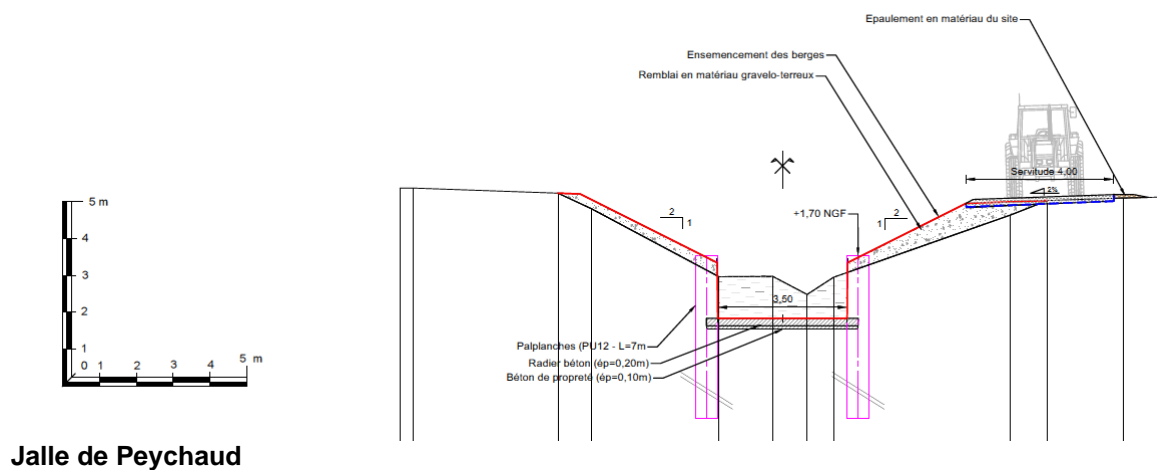 Epaulement en matériau du site
Ensemencement des berges
Remblai en matériau gravelo-terreux
Servitude 4,00
2%
5 m
4
3
2
1
0 1 2 3 4 5 m
2
1
+1,70 NGF
2
1
3,50
Palplanches (PU12 - L=7m
Radier béton (ép=0,20m)
Béton de propreté (ép=0,10m)
Jalle de Peychaud